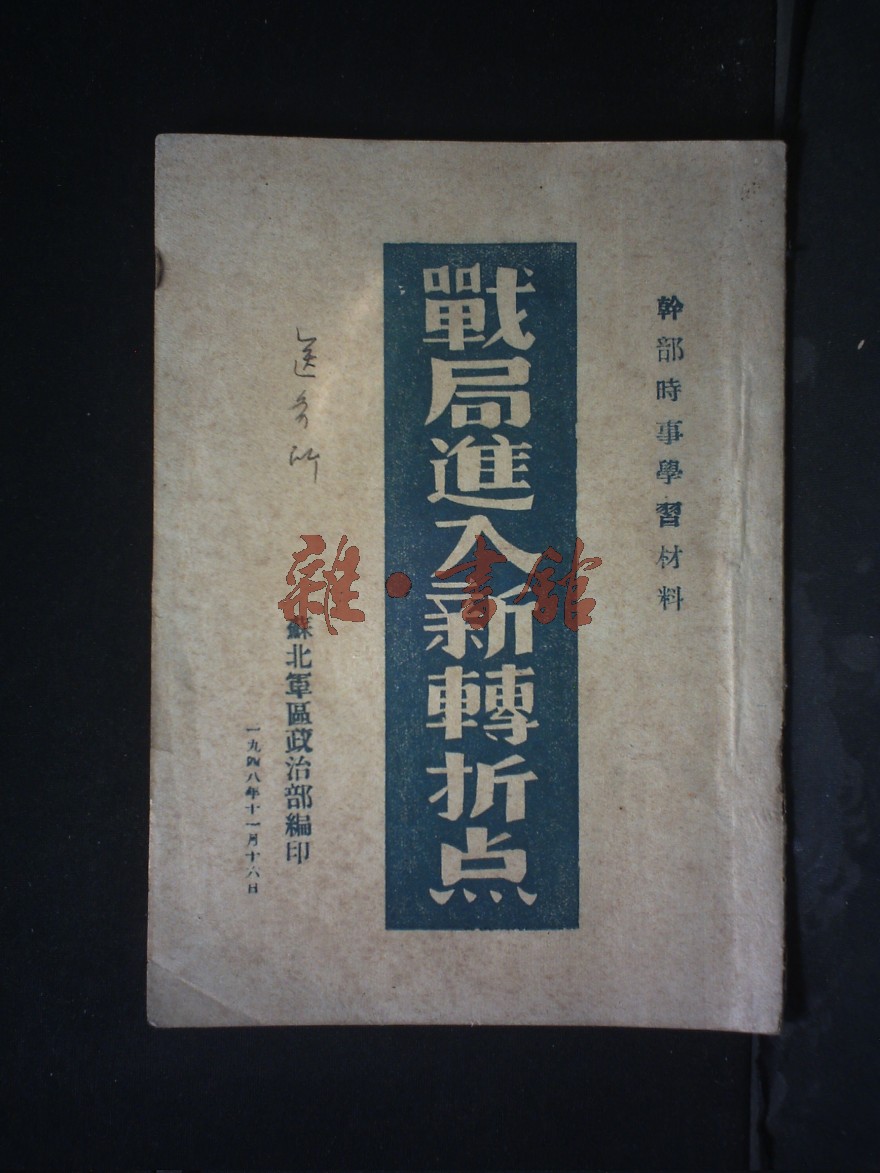 幹部時事學習材料
戰局進入新轉折点
蘇北軍區政治部編印
一九四八年十一月十六日
雜·書館